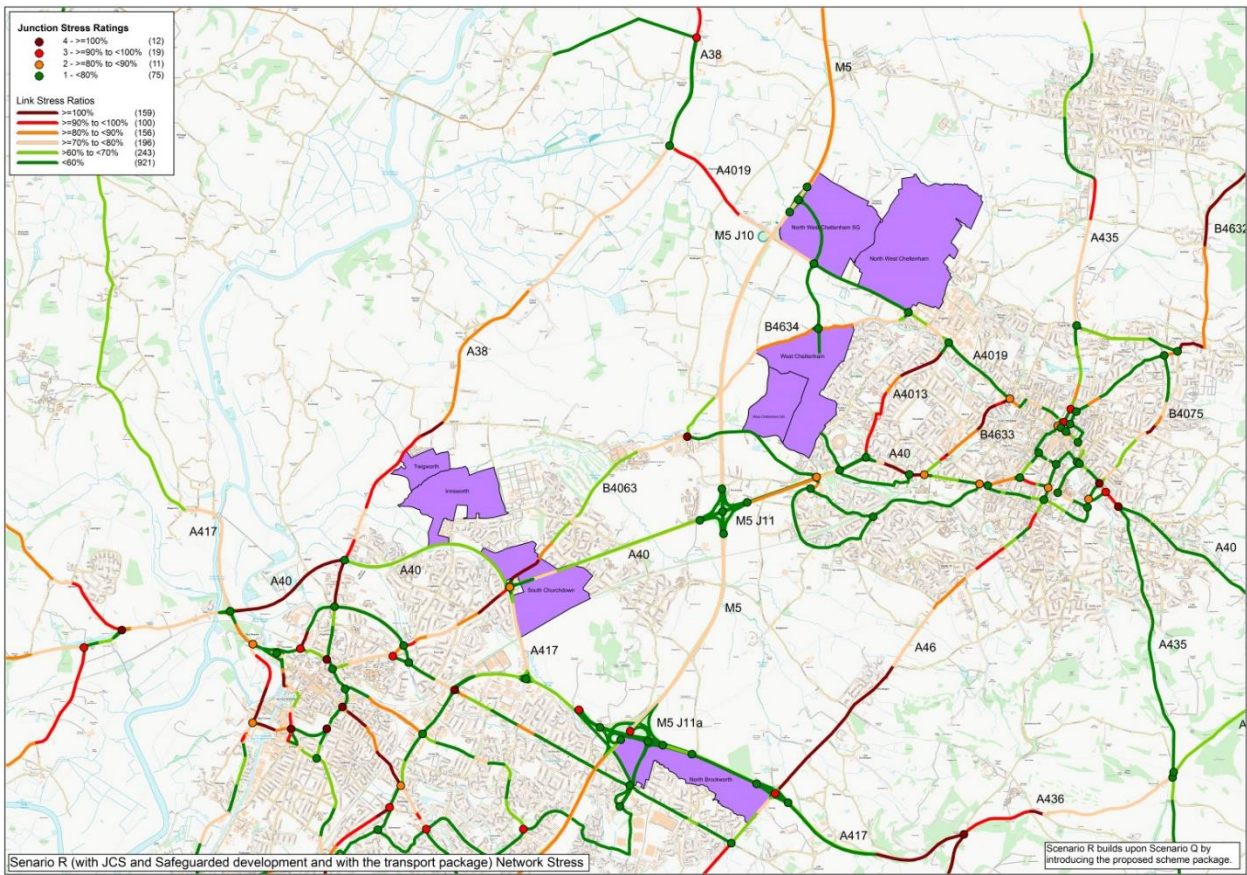 Junction Stress Ratings
4 - >=100% (12)
3 - >=90% to <100% (19)
2 - >=80% to <90% (11)
1 - <80% (75)
Link Stress Ratios
>=100% (159)
>=90% to <100% (100)
>=80% to <90% (156)
>=70% to <80% (196)
>60% to <70% (243)
<60% (921)
A38
M5
A4019
M5 J10
North West Cheltenham SG
North West Cheltenham
A435
B4632
B4634
West Cheltenham
A38
A4019
A4013
B4633
B4075
A40
Twigworth
Innsworth
B4063
M5 J11
A417
A40
A40
A40
South Churchdown
M5
A40
A435
A46
A417
M5 J11a
North Brockworth
A436
A417
Senario R (with JCS and Safeguarded development and with the transport package) Network Stress
Scenario R builds upon Scenario Q by
introducing the proposed scheme package.